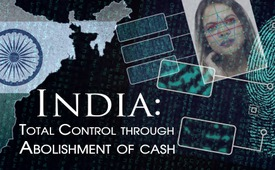 INDIA:
TOTAL CONTROL THROUGH
ABOLISHMENT OF CASH